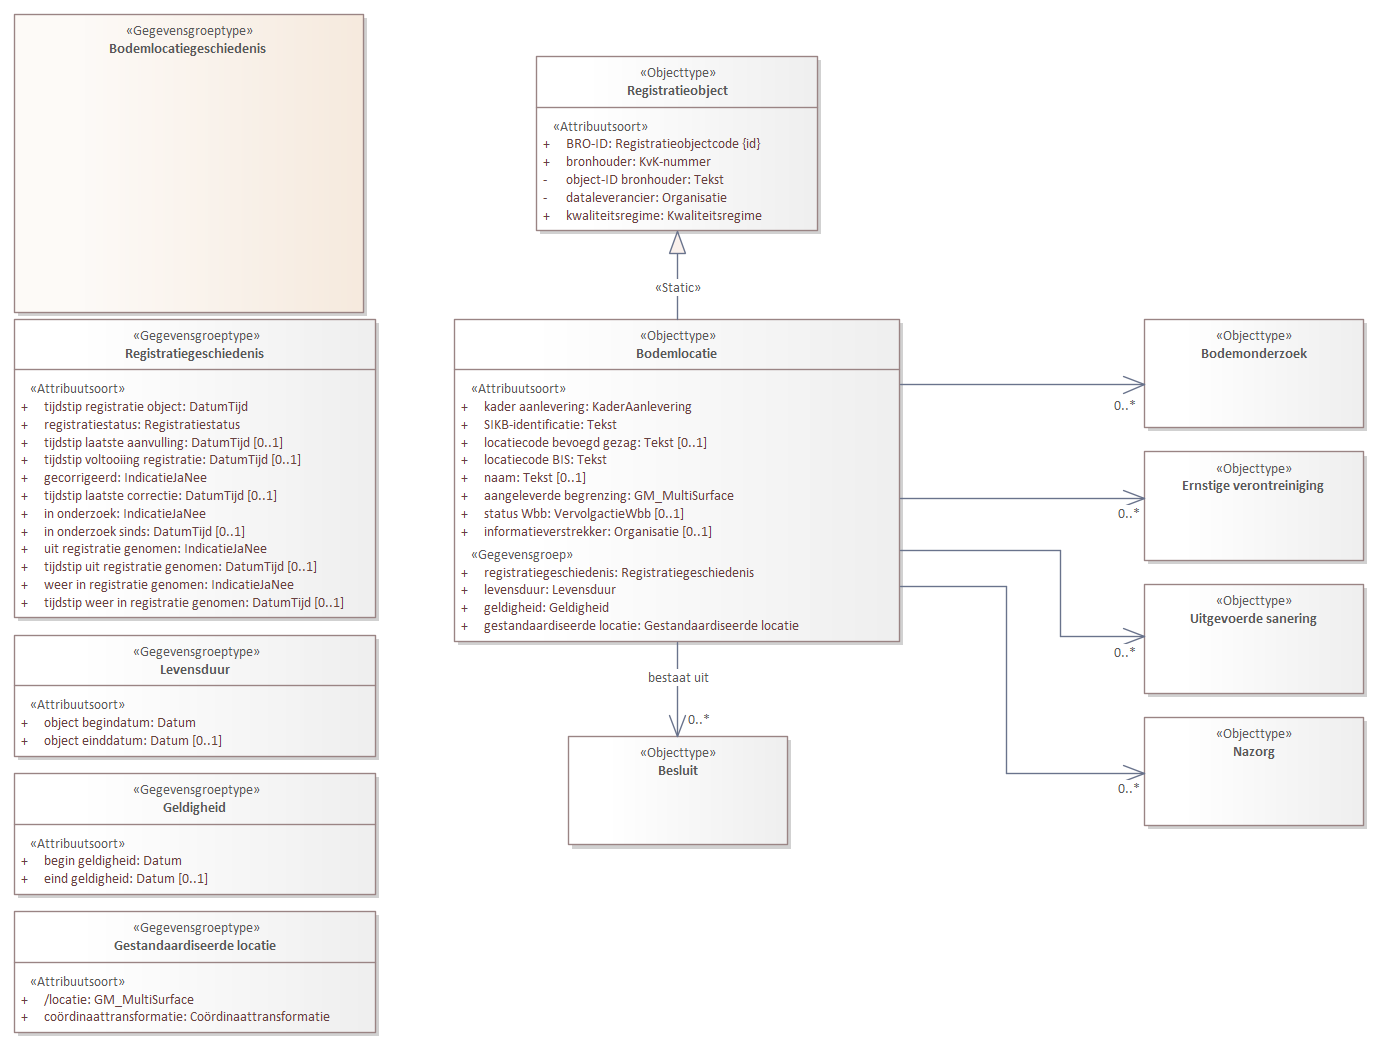 «Gegevensgroeptype»
Bodemlocatiegeschiedenis
«Objecttype»
Registratieobject
«Attribuutsoort»
+ BRO-ID: Registratieobjectcode {id}
+ bronhouder: KvK-nummer
- object-ID bronhouder: Tekst
- dataleverancier: Organisatie
+ kwaliteitsregime: Kwaliteitsregime
«Static»
«Gegevensgroeptype»
Registratiegeschiedenis
«Attribuutsoort»
+ tijdstip registratie object: DatumTijd
+ registratiestatus: Registratiestatus
+ tijdstip laatste aanvulling: DatumTijd [0..1]
+ tijdstip voltooiing registratie: DatumTijd [0..1]
+ gecorrigeerd: IndicatieJaNee
+ tijdstip laatste correctie: DatumTijd [0..1]
+ in onderzoek: IndicatieJaNee
+ in onderzoek sinds: DatumTijd [0..1]
+ uit registratie genomen: IndicatieJaNee
+ tijdstip uit registratie genomen: DatumTijd [0..1]
+ weer in registratie genomen: IndicatieJaNee
+ tijdstip weer in registratie genomen: DatumTijd [0..1]
«Objecttype»
Bodemlocatie
«Attribuutsoort»
+ kader aanlevering: KaderAanlevering
+ SIKB-identificatie: Tekst
+ locatiecode bevoegd gezag: Tekst [0..1]
+ locatiecode BIS: Tekst
+ naam: Tekst [0..1]
+ aangeleverde begrenzing: GM_MultiSurface
+ status Wbb: VervolgactieWbb [0..1]
+ informatieverstrekker: Organisatie [0..1]
«Gegevensgroep»
+ registratiegeschiedenis: Registratiegeschiedenis
+ levensduur: Levensduur
+ geldigheid: Geldigheid
+ gestandaardiseerde locatie: Gestandaardiseerde locatie
«Objecttype»
Bodemonderzoek
0..*
«Objecttype»
Ernstige verontreiniging
0..*
«Objecttype»
Uitgevoerde sanering
0..*
«Objecttype»
Nazorg
0..*
bestaat uit
0..*
«Objecttype»
Besluit
«Gegevensgroeptype»
Levensduur
«Attribuutsoort»
+ object begindatum: Datum
+ object einddatum: Datum [0..1]
«Gegevensgroeptype»
Geldigheid
«Attribuutsoort»
+ begin geldigheid: Datum
+ eind geldigheid: Datum [0..1]
«Gegevensgroeptype»
Gestandaardiseerde locatie
«Attribuutsoort»
+ /locatie: GM_MultiSurface
+ coördinaattransformatie: Coördinaattransformatie